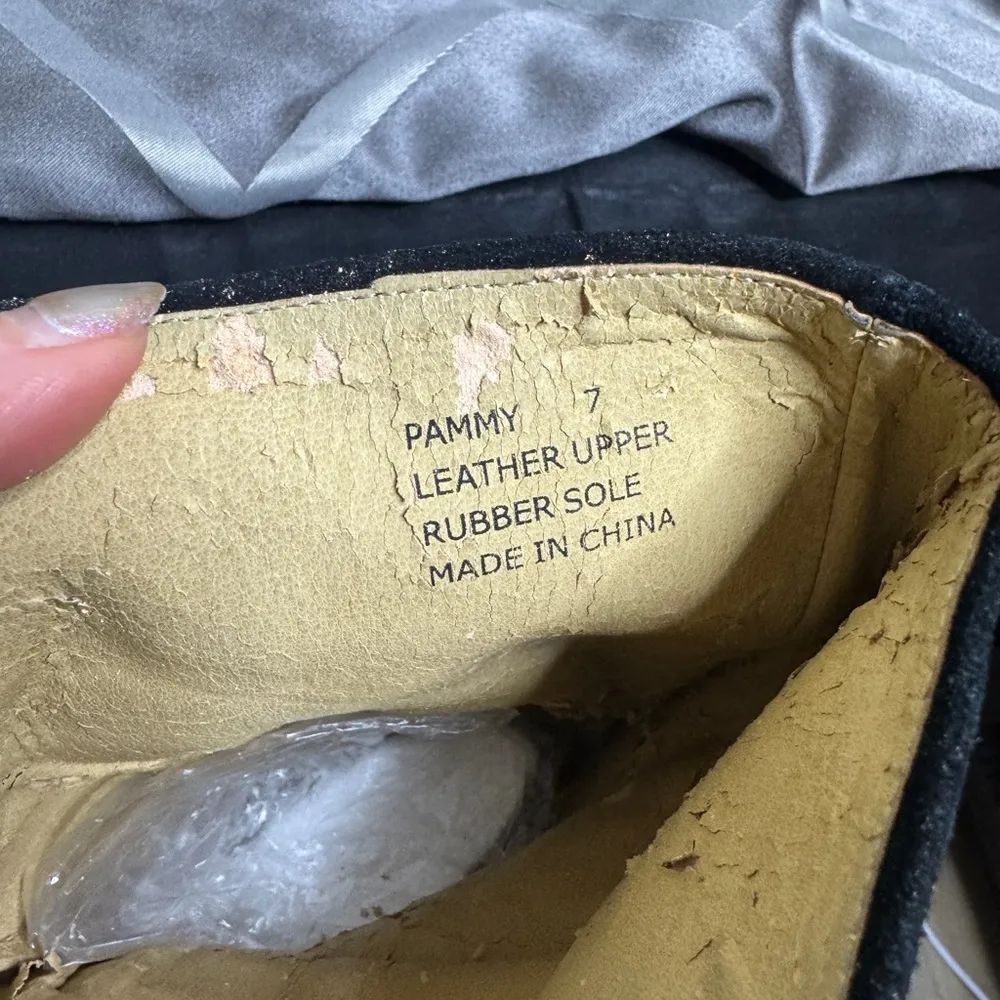 PAMMY 7
LEATHER UPPER
RUBBER SOLE
MADE IN CHINA